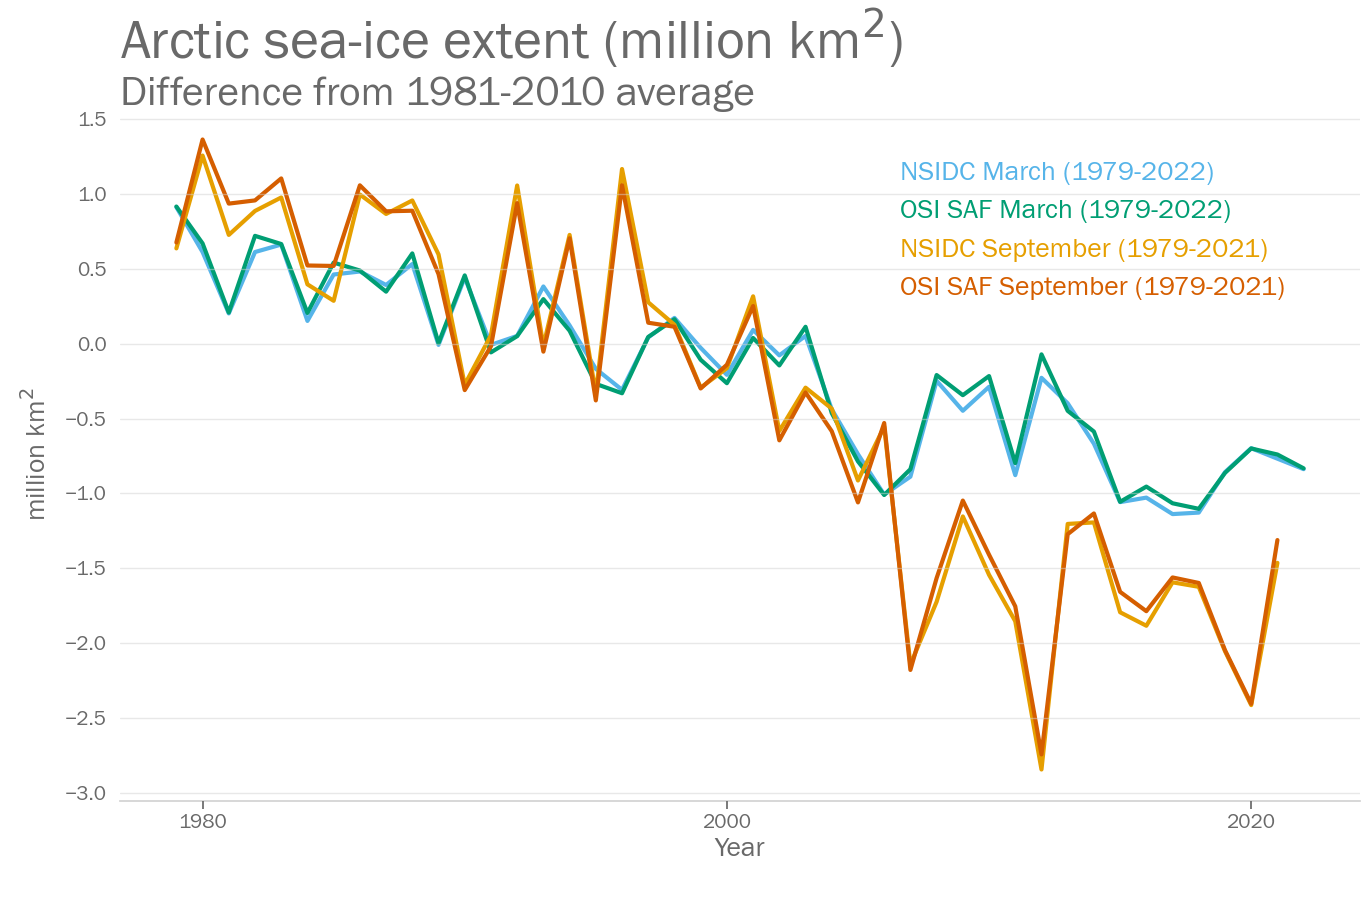 Arctic sea-ice extent (million km²)
Difference from 1981-2010 average
1.5
1.0
0.5
0.0
−0.5
−1.0
−1.5
−2.0
−2.5
−3.0
million km²
NSIDC March (1979-2022)
OSI SAF March (1979-2022)
NSIDC September (1979-2021)
OSI SAF September (1979-2021)
1980 2000 2020
Year